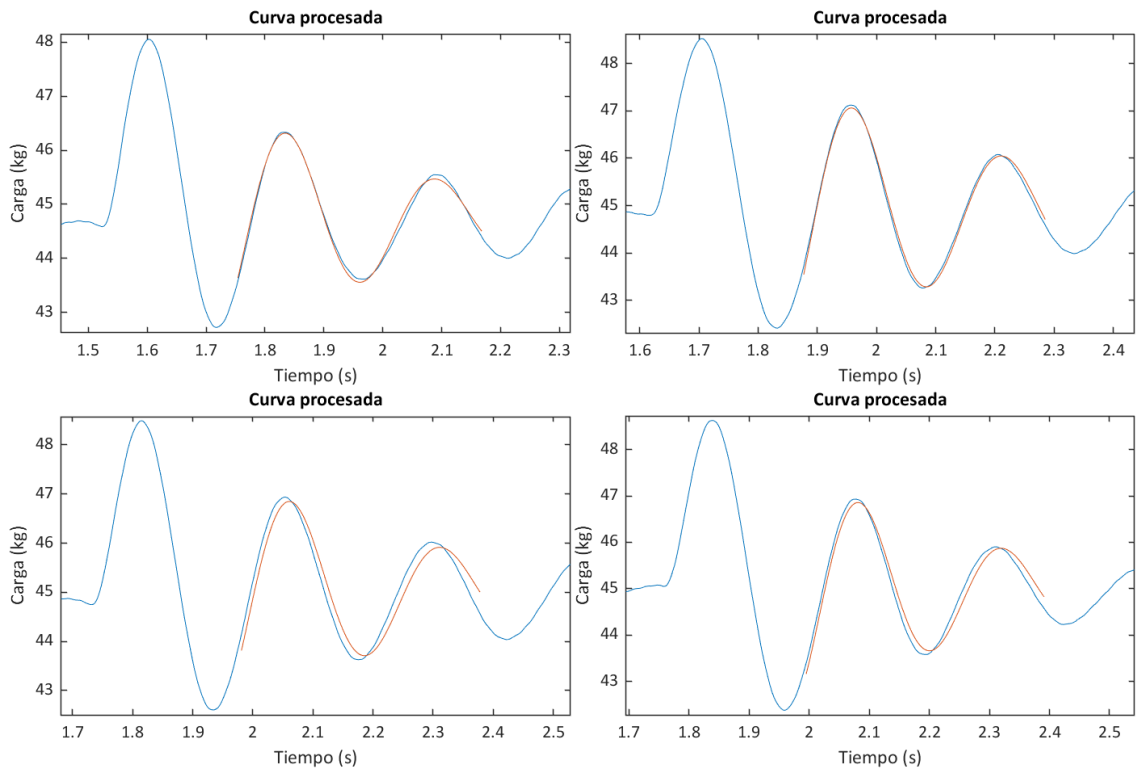 Curva procesada
48
47
46
45
44
43
Carga (kg)
1.5 1.6 1.7 1.8 1.9 2 2.1 2.2 2.3
Tiempo (s)
Curva procesada
48
47
46
45
44
43
Carga (kg)
1.6 1.7 1.8 1.9 2 2.1 2.2 2.3 2.4
Tiempo (s)
Curva procesada
48
47
46
45
44
43
Carga (kg)
1.7 1.8 1.9 2 2.1 2.2 2.3 2.4 2.5
Tiempo (s)
Curva procesada
48
47
46
45
44
43
Carga (kg)
1.7 1.8 1.9 2 2.1 2.2 2.3 2.4 2.5
Tiempo (s)